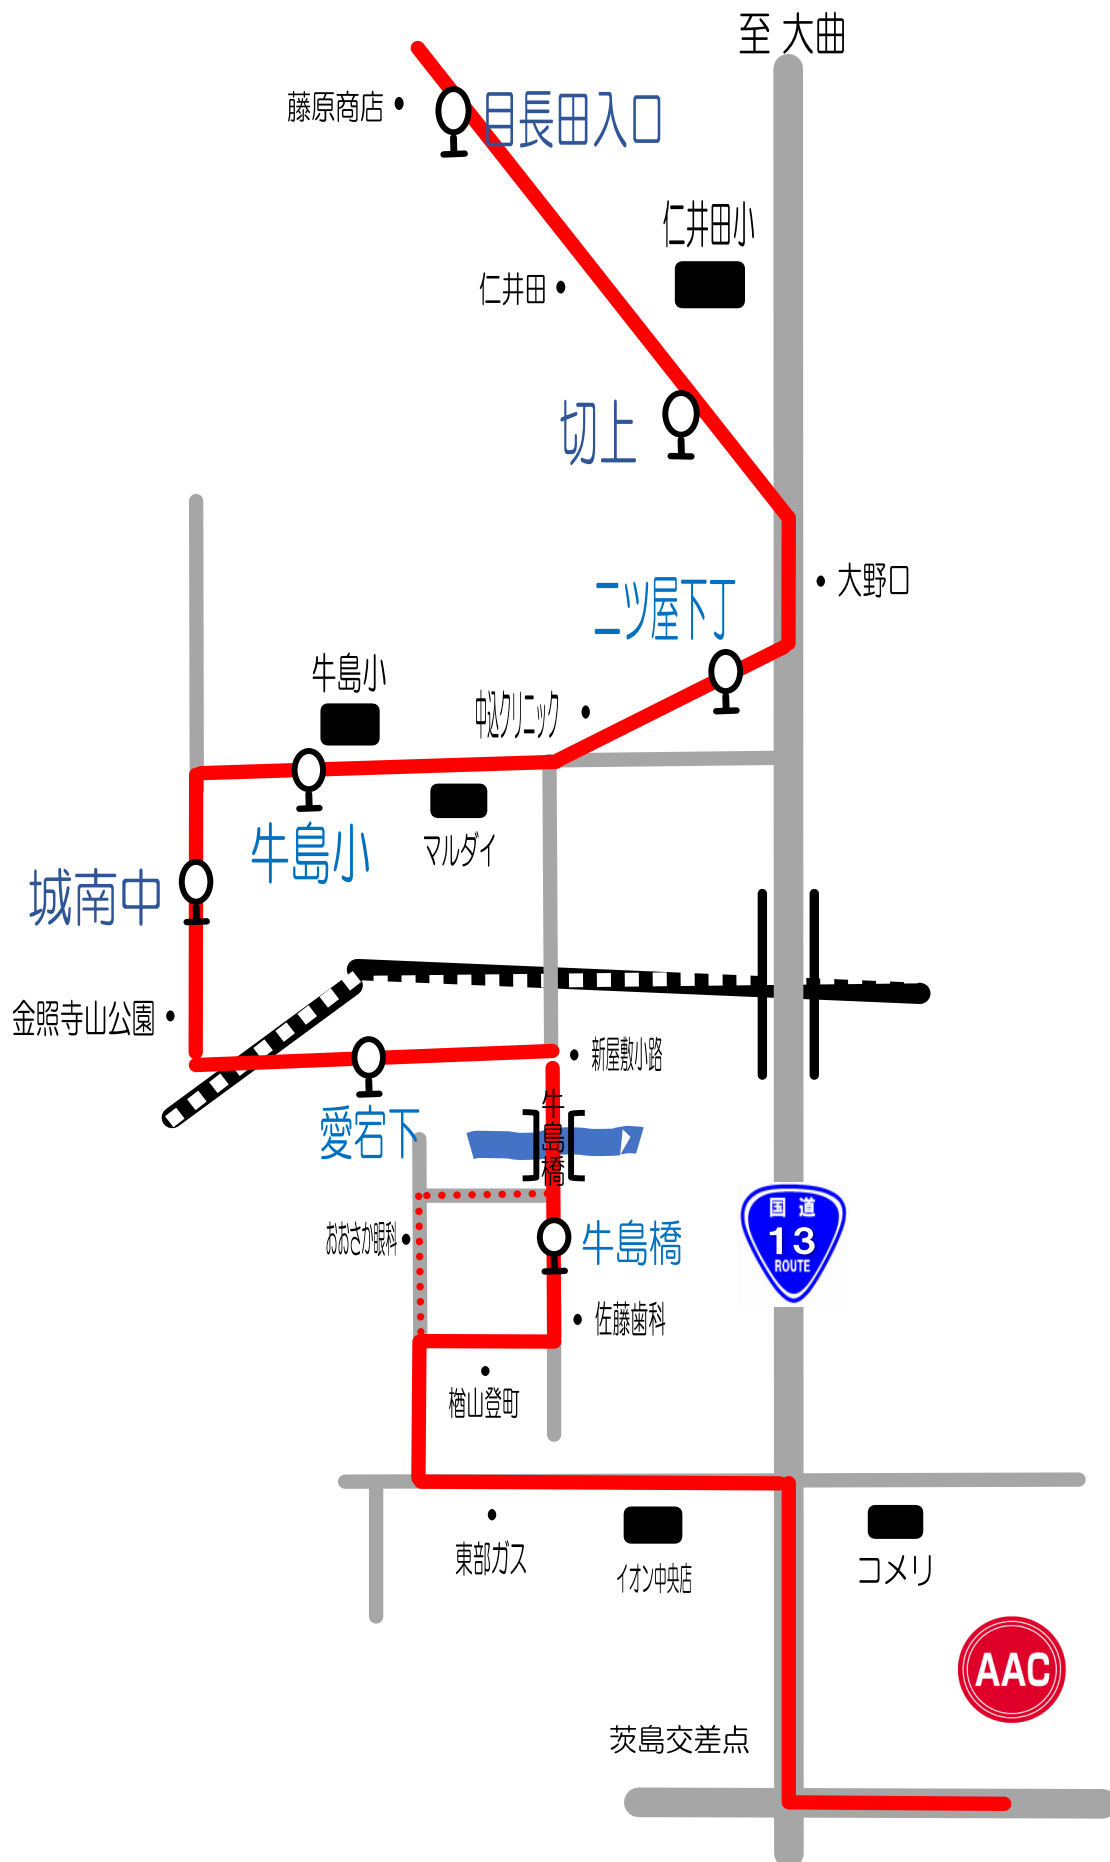 至 大曲
藤原商店
目長田入口
仁井田小
仁井田
切上
大野口
二ツ屋下丁
牛島小
中込クリニック
牛島小
マルダイ
城南中
金照寺山公園
新屋敷小路
愛宕下
牛島橋
おおさか眼科
牛島橋
国道
13
ROUTE
佐藤歯科
楢山登町
東部ガス
イオン中央店
コメリ
AAC
茨島交差点